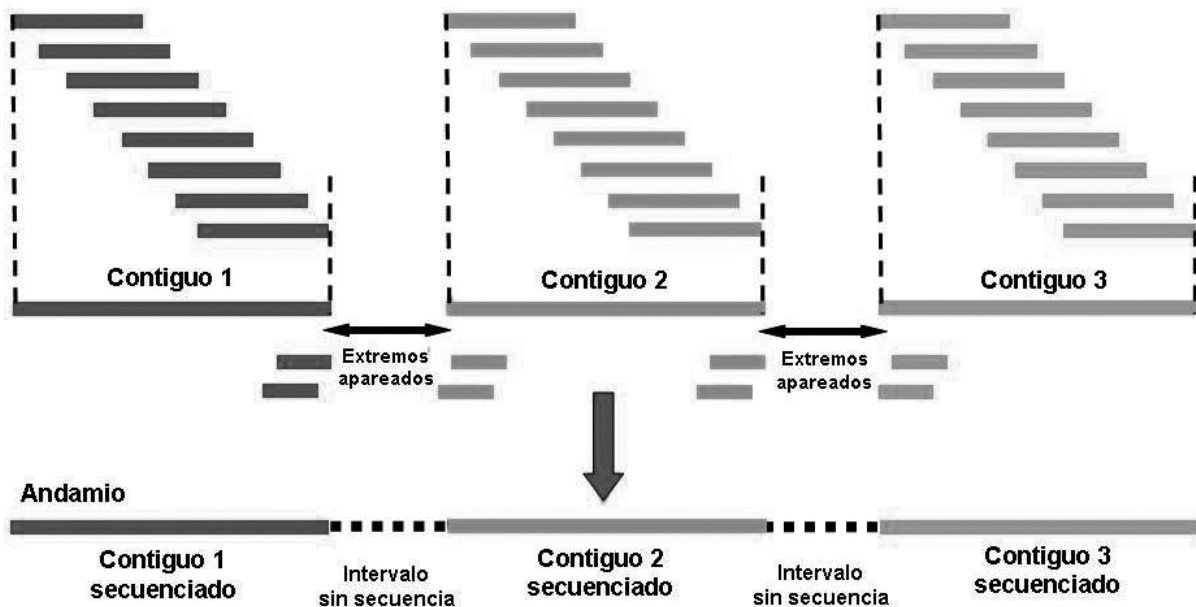 Contiguo 1
Contiguo 2
Contiguo 3
Extremos
apareados
Extremos
apareados
Andamio
Contiguo 1
secuenciado
Intervalo
sin secuencia
Contiguo 2
secuenciado
Intervalo
sin secuencia
Contiguo 3
secuenciado